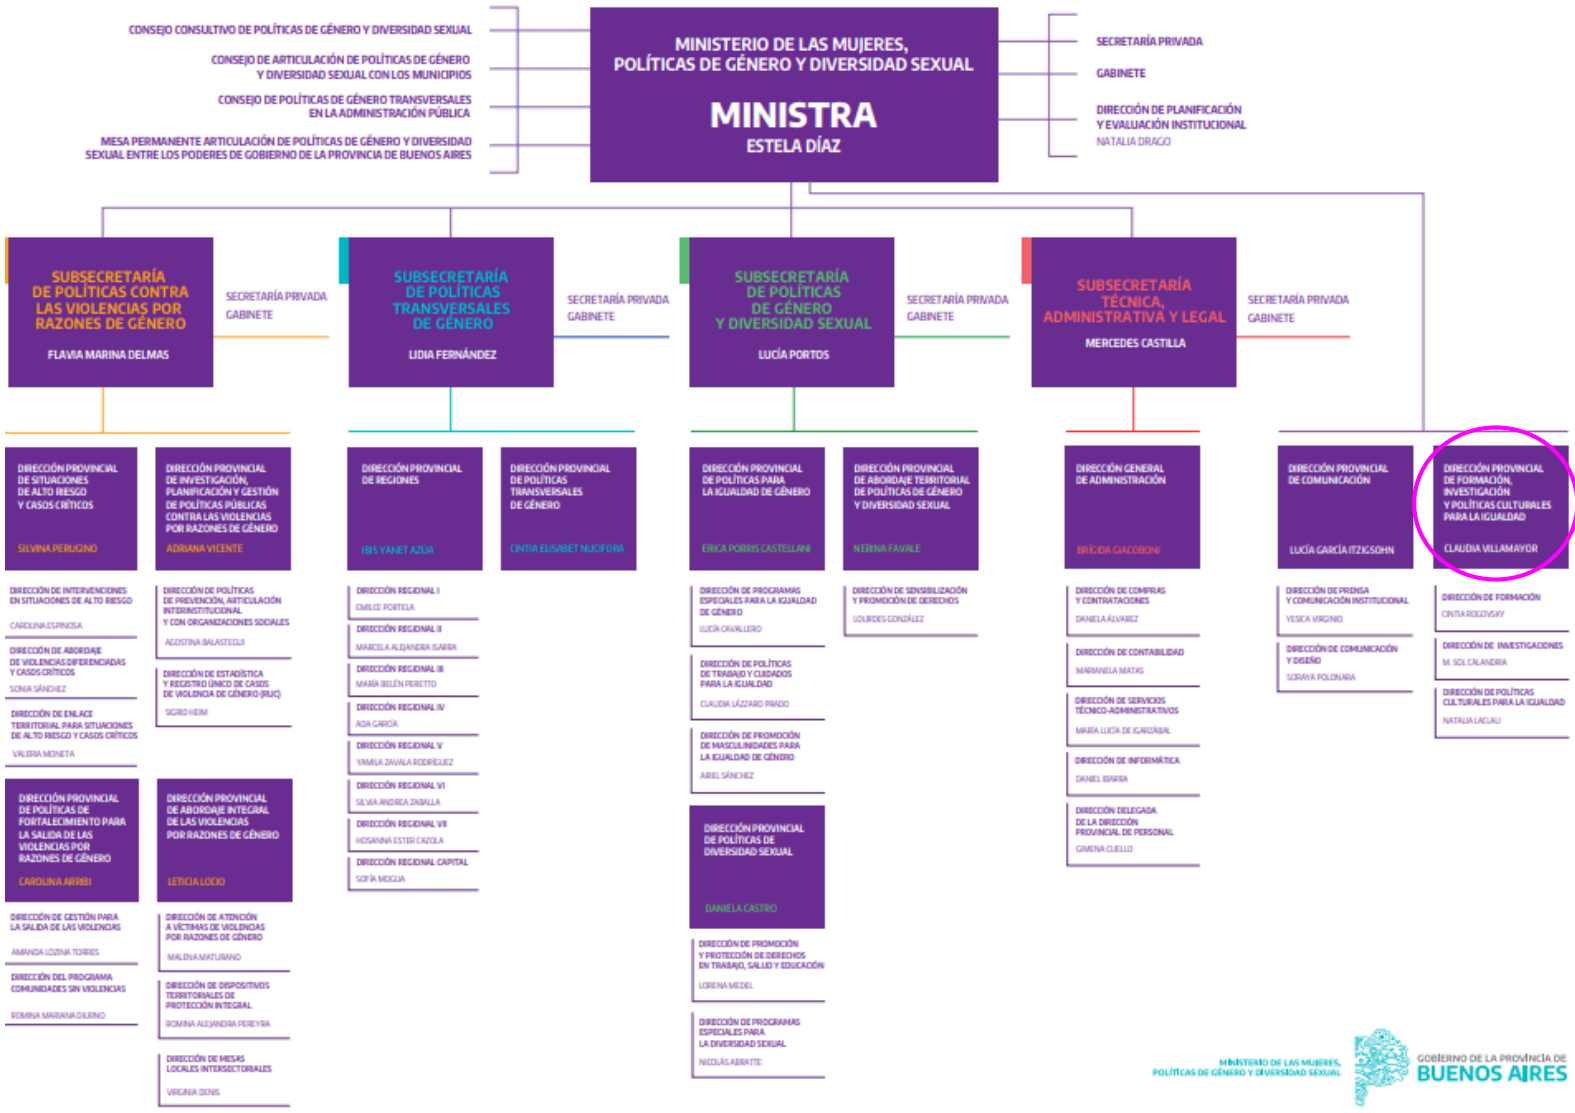 CONSEJO CONSULTIVO DE POLÍTICAS DE GÉNERO Y DIVERSIDAD SEXUAL
CONSEJO DE ARTICULACIÓN DE POLÍTICAS DE GÉNERO
Y DIVERSIDAD SEXUAL CON LOS MUNICIPIOS
CONSEJO DE POLÍTICAS DE GÉNERO TRANSVERSALES
EN LA ADMINISTRACIÓN PÚBLICA
MESA PERMANENTE ARTICULACIÓN DE POLÍTICAS DE GÉNERO Y DIVERSIDAD
SEXUAL ENTRE LOS PODERES DE GOBIERNO DE LA PROVINCIA DE BUENOS AIRES
MINISTERIO DE LAS MUJERES,
POLÍTICAS DE GÉNERO Y DIVERSIDAD SEXUAL
MINISTRA
ESTELA DÍAZ
SECRETARÍA PRIVADA
GABINETE
DIRECCIÓN DE PLANIFICACIÓN
Y EVALUACIÓN INSTITUCIONAL
NATALIA DRAGO
SUBSECRETARÍA
DE POLÍTICAS CONTRA
LAS VIOLENCIAS POR
RAZONES DE GÉNERO
FLAVIA MARINA DELMAS
SECRETARÍA PRIVADA
GABINETE
SUBSECRETARÍA
DE POLÍTICAS
TRANSVERSALES
DE GÉNERO
LIDIA FERNÁNDEZ
SECRETARÍA PRIVADA
GABINETE
SUBSECRETARÍA
DE POLÍTICAS
DE GÉNERO
Y DIVERSIDAD SEXUAL
LUCÍA PORTOS
SECRETARÍA PRIVADA
GABINETE
SUBSECRETARÍA
TÉCNICA,
ADMINISTRATIVA Y LEGAL
MERCEDES CASTILLA
SECRETARÍA PRIVADA
GABINETE
DIRECCIÓN PROVINCIAL
DE SITUACIONES
DE ALTO RIESGO
Y CASOS CRÍTICOS
SILVINA PERUGINO
DIRECCIÓN DE INTERVENCIONES
EN SITUACIONES DE ALTO RIESGO
CAROLINA ESPINOSA
DIRECCIÓN DE ABORDAJE
DE VIOLENCIAS DIFERENCIADAS
Y CASOS CRÍTICOS
SONIA SÁNCHEZ
DIRECCIÓN DE ENLACE
TERRITORIAL PARA SITUACIONES
DE ALTO RIESGO Y CASOS CRÍTICOS
VALERIA MONETA
DIRECCIÓN PROVINCIAL
DE INVESTIGACIÓN,
PLANIFICACIÓN Y GESTIÓN
DE POLÍTICAS PÚBLICAS
CONTRA LAS VIOLENCIAS
POR RAZONES DE GÉNERO
ADRIANA VICENTE
DIRECCIÓN DE POLÍTICAS
DE PREVENCIÓN, ARTICULACIÓN
INTERINSTITUCIONAL
Y CON ORGANIZACIONES SOCIALES
AGOSTINA BALASTEGUI
DIRECCIÓN DE ESTADÍSTICA
Y REGISTRO ÚNICO DE CASOS
DE VIOLENCIA DE GÉNERO (RUC)
SIGRID HEIM
DIRECCIÓN PROVINCIAL
DE POLÍTICAS DE
FORTALECIMIENTO PARA
LA SALIDA DE LAS
VIOLENCIAS POR
RAZONES DE GÉNERO
CAROLINA ARRIBI
DIRECCIÓN DE GESTIÓN PARA
LA SALIDA DE LAS VIOLENCIAS
AMANDA LOZINA TORRES
DIRECCIÓN DEL PROGRAMA
COMUNIDADES SIN VIOLENCIAS
ROMINA MARIANA DIURNO
DIRECCIÓN PROVINCIAL
DE ABORDAJE INTEGRAL
DE LAS VIOLENCIAS
POR RAZONES DE GÉNERO
LETICIA LOCIO
DIRECCIÓN DE ATENCIÓN
A VÍCTIMAS DE VIOLENCIAS
POR RAZONES DE GÉNERO
MALENA MATURANO
DIRECCIÓN DE DISPOSITIVOS
TERRITORIALES DE
PROTECCIÓN INTEGRAL
ROMINA ALEJANDRA PEREYRA
DIRECCIÓN DE MESAS
LOCALES INTERSECTORIALES
VIRGINIA DENIS
DIRECCIÓN PROVINCIAL
DE REGIONES
IBIS YANET AZÚA
DIRECCIÓN REGIONAL I
EMILCE PORTELA
DIRECCIÓN REGIONAL II
MARCELA ALEJANDRA ISARRA
DIRECCIÓN REGIONAL III
MARÍA BELÉN PERETTO
DIRECCIÓN REGIONAL IV
ADA GARCÍA
DIRECCIÓN REGIONAL V
YAMILA ZAVALA RODRÍGUEZ
DIRECCIÓN REGIONAL VI
SILVIA ANDREA ZABALLA
DIRECCIÓN REGIONAL VII
HOSANNA ESTER CAZOLA
DIRECCIÓN REGIONAL CAPITAL
SOFÍA MOGLIA
DIRECCIÓN PROVINCIAL
DE POLÍTICAS
TRANSVERSALES
DE GÉNERO
CINTIA ELISABET NUCIFORA
DIRECCIÓN PROVINCIAL
DE POLÍTICAS PARA
LA IGUALDAD DE GÉNERO
ERICA PORRIS CASTELLANI
DIRECCIÓN DE PROGRAMAS
ESPECIALES PARA LA IGUALDAD
DE GÉNERO
LUCÍA CAVALLERO
DIRECCIÓN DE POLÍTICAS
DE TRABAJO Y CUIDADOS
PARA LA IGUALDAD
CLAUDIA LÁZZARO PRADO
DIRECCIÓN DE PROMOCIÓN
DE MASCULINIDADES PARA
LA IGUALDAD DE GÉNERO
ARIEL SÁNCHEZ
DIRECCIÓN PROVINCIAL
DE POLÍTICAS DE
DIVERSIDAD SEXUAL
DANIELA CASTRO
DIRECCIÓN DE PROMOCIÓN
Y PROTECCIÓN DE DERECHOS
EN TRABAJO, SALUD Y EDUCACIÓN
LORENA MEDEL
DIRECCIÓN DE PROGRAMAS
ESPECIALES PARA
LA DIVERSIDAD SEXUAL
NICOLÁS ABRATTE
DIRECCIÓN PROVINCIAL
DE ABORDAJE TERRITORIAL
DE POLÍTICAS DE GÉNERO
Y DIVERSIDAD SEXUAL
NERINA FAVALE
DIRECCIÓN DE SENSIBILIZACIÓN
Y PROMOCIÓN DE DERECHOS
LOURDES GONZÁLEZ
DIRECCIÓN GENERAL
DE ADMINISTRACIÓN
BRÍGIDA GIACOBONI
DIRECCIÓN DE COMPRAS
Y CONTRATACIONES
DANIELA ÁLVAREZ
DIRECCIÓN DE CONTABILIDAD
MARIANELA MATAS
DIRECCIÓN DE SERVICIOS
TÉCNICO-ADMINISTRATIVOS
MARÍA LUCÍA DE IGARZÁBAL
DIRECCIÓN DE INFORMÁTICA
DANIEL IBARRA
DIRECCIÓN DELEGADA
DE LA DIRECCIÓN
PROVINCIAL DE PERSONAL
GIMENA CUELLO
DIRECCIÓN PROVINCIAL
DE COMUNICACIÓN
LUCÍA GARCÍA ITZIGSOHN
DIRECCIÓN DE PRENSA
Y COMUNICACIÓN INSTITUCIONAL
YESICA VIRGINIO
DIRECCIÓN DE COMUNICACIÓN
Y DISEÑO
SORAYA POLONARA
DIRECCIÓN PROVINCIAL
DE FORMACIÓN,
INVESTIGACIÓN
Y POLÍTICAS CULTURALES
PARA LA IGUALDAD
CLAUDIA VILLAMAYOR
DIRECCIÓN DE FORMACIÓN
CINTIA ROGOVSKY
DIRECCIÓN DE INVESTIGACIONES
M. SOL CALANDRIA
DIRECCIÓN DE POLÍTICAS
CULTURALES PARA LA IGUALDAD
NATALIA LACLAU
MINISTERIO DE LAS MUJERES,
POLÍTICAS DE GÉNERO Y DIVERSIDAD SEXUAL
GOBIERNO DE LA PROVINCIA DE
BUENOS AIRES